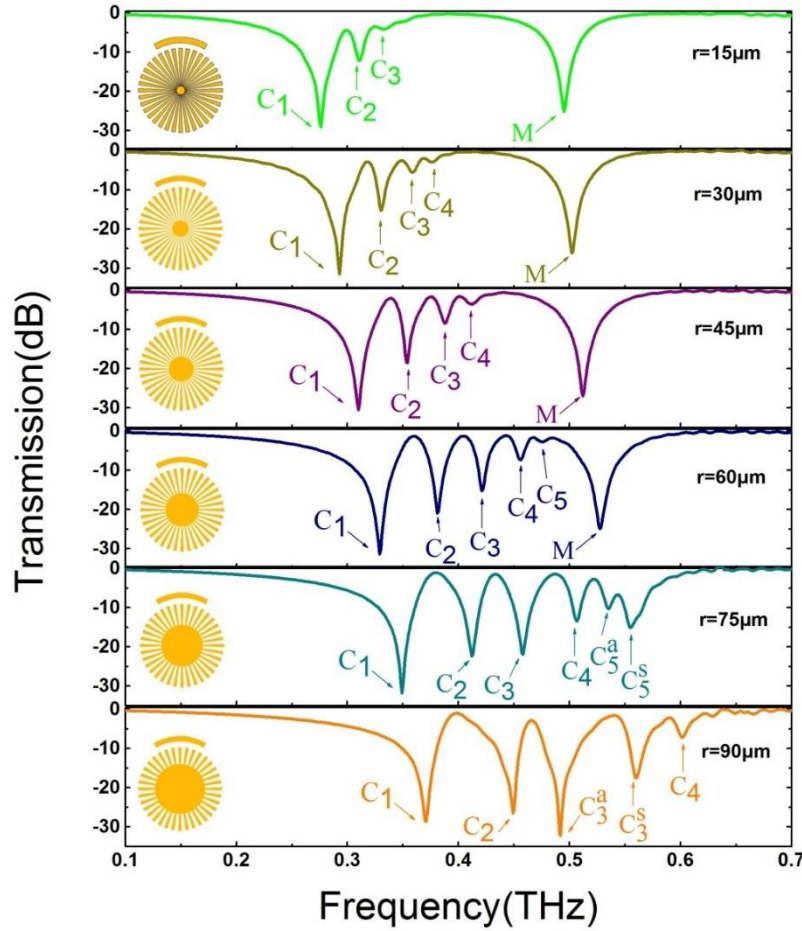 0
-10
-20
-30
C1
C2
C3
M
r=15μm
0
-10
-20
-30
C1
C2
C3
C4
M
r=30μm
0
-10
-20
-30
C1
C2
C3
C4
M
r=45μm
0
-10
-20
-30
C1
C2
C3
C4
C5
M
r=60μm
0
-10
-20
-30
C1
C2
C3
C4
C5a
C5s
r=75μm
0
-10
-20
-30
C1
C2
C3a
C3s
C4
r=90μm
0.1 0.2 0.3 0.4 0.5 0.6 0.7
Frequency(THz)
Transmission(dB)